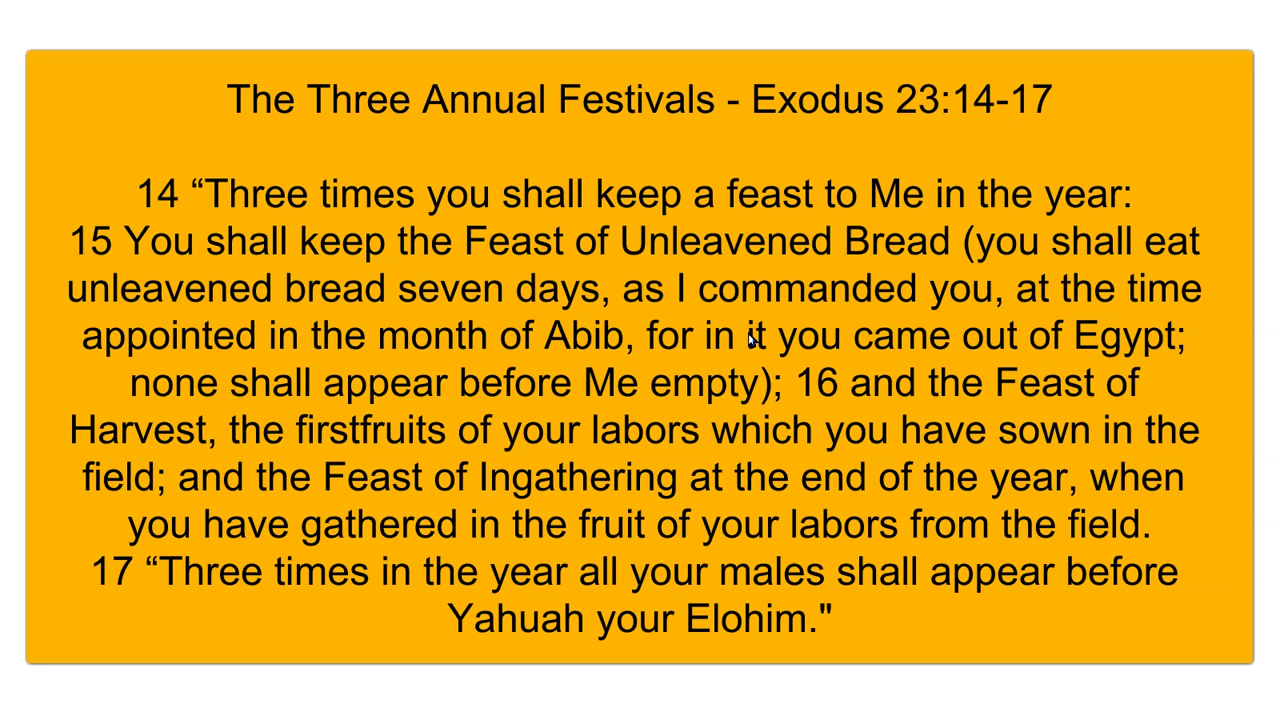 The Three Annual Festivals - Exodus 23:14-17
14 “Three times you shall keep a feast to Me in the year:
15 You shall keep the Feast of Unleavened Bread (you shall eat
unleavened bread seven days, as I commanded you, at the time
appointed in the month of Abib, for in it you came out of Egypt;
none shall appear before Me empty); 16 and the Feast of
Harvest, the firstfruits of your labors which you have sown in the
field; and the Feast of Ingathering at the end of the year, when
you have gathered in the fruit of your labors from the field.
17 “Three times in the year all your males shall appear before
Yahuah your Elohim."